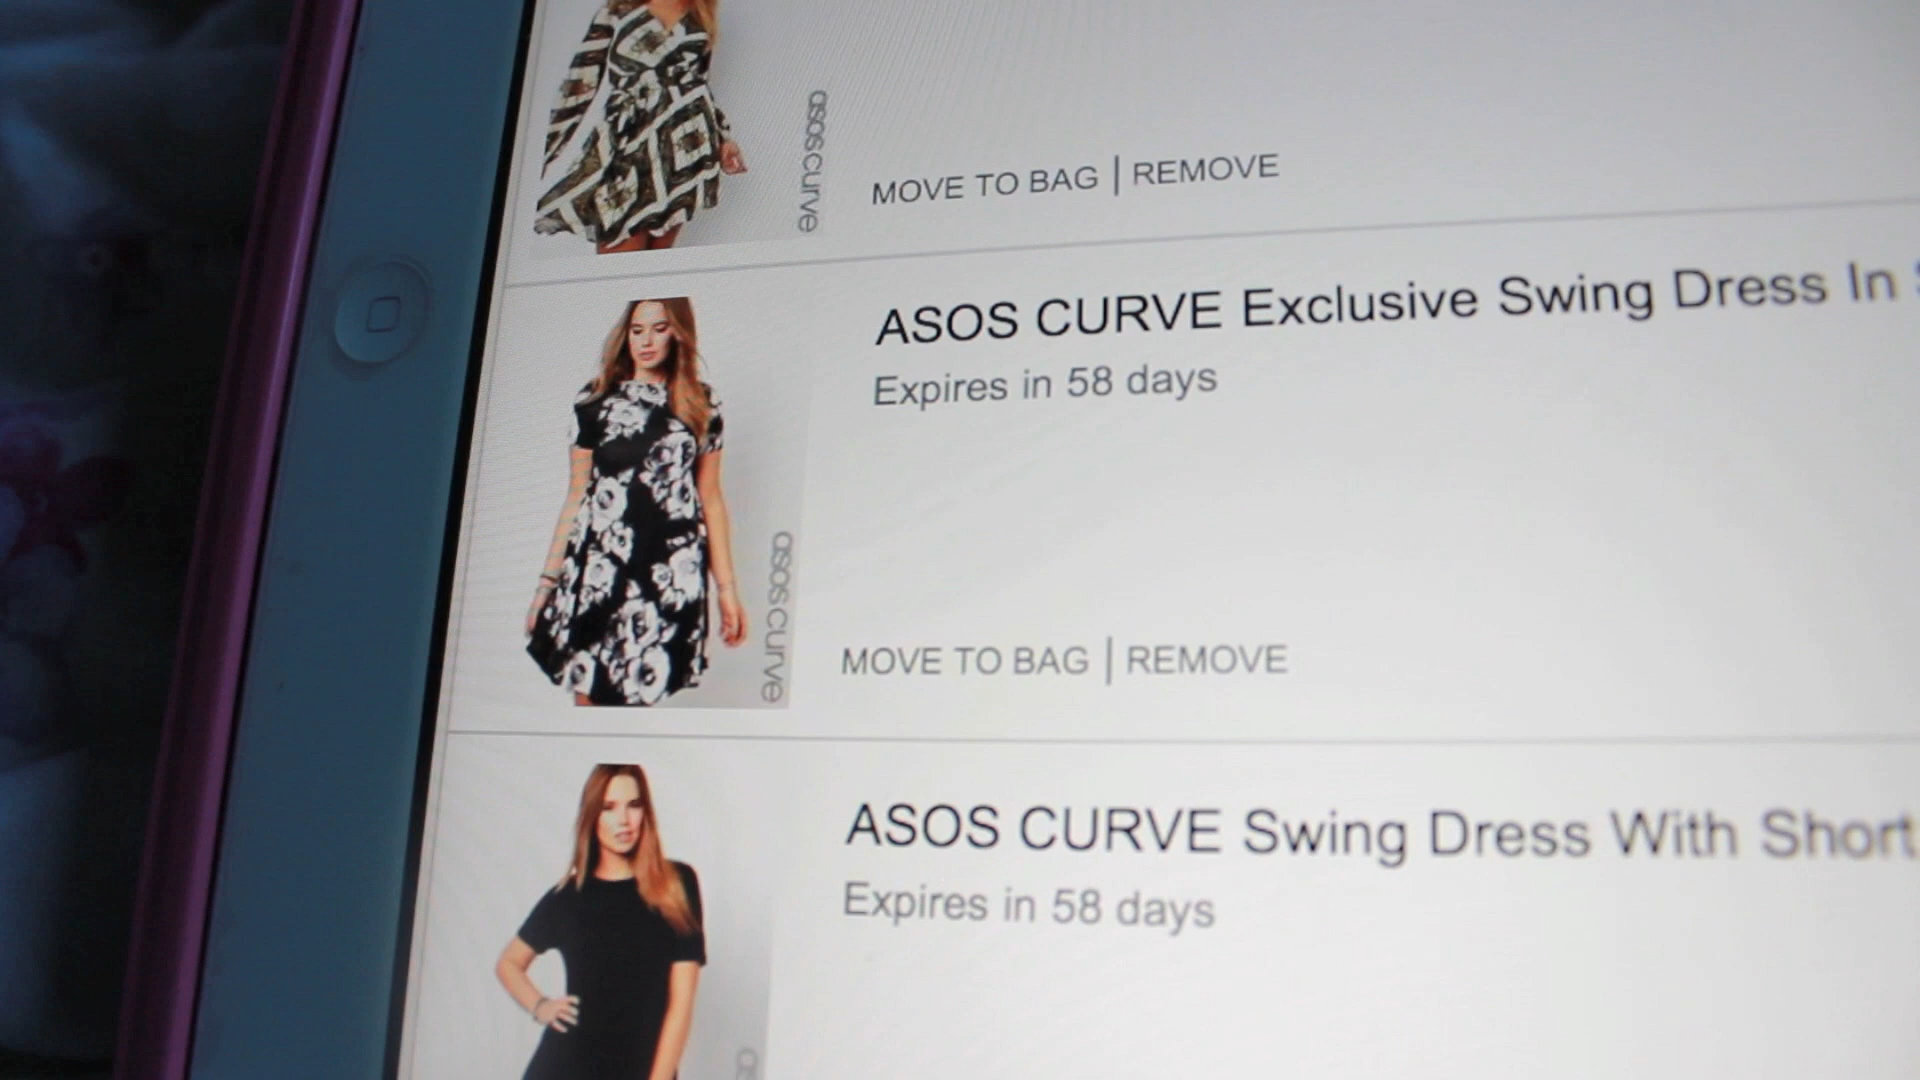 asos curve
MOVE TO BAG | REMOVE
ASOS CURVE Exclusive Swing Dress In
Expires in 58 days
asos curve
MOVE TO BAG | REMOVE
ASOS CURVE Swing Dress With Short
Expires in 58 days